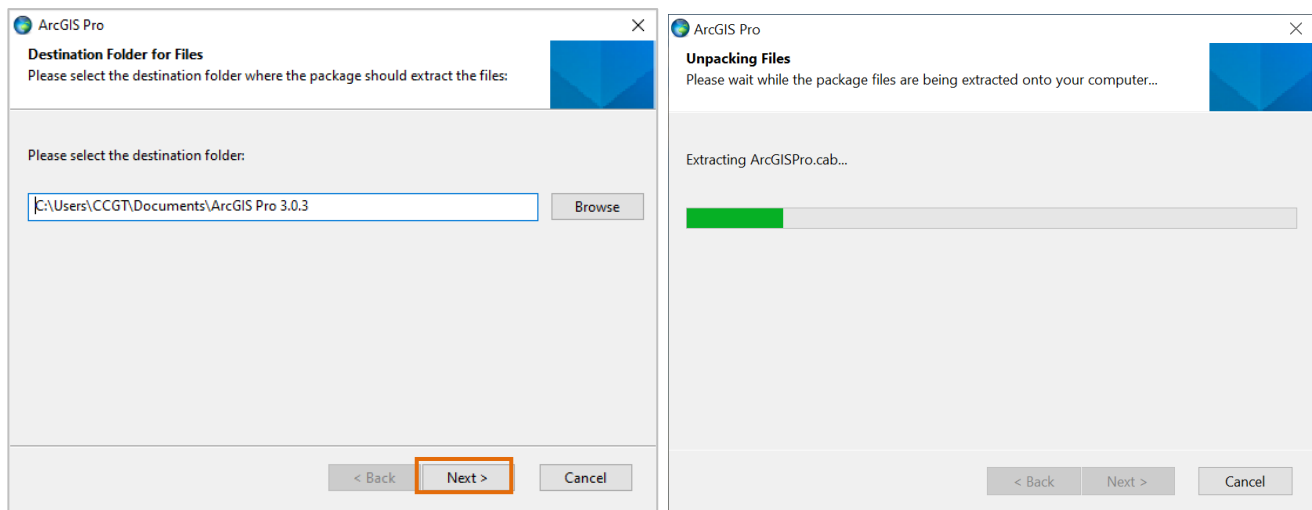 ArcGIS Pro
Destination Folder for Files
Please select the destination folder where the package should extract the files:
Please select the destination folder:
C:\Users\CCGT\Documents\ArcGIS Pro 3.0.3
Browse
< Back
Next >
Cancel
ArcGIS Pro
Unpacking Files
Please wait while the package files are being extracted onto your computer...
Extracting ArcGISPro.cab...
< Back
Next >
Cancel